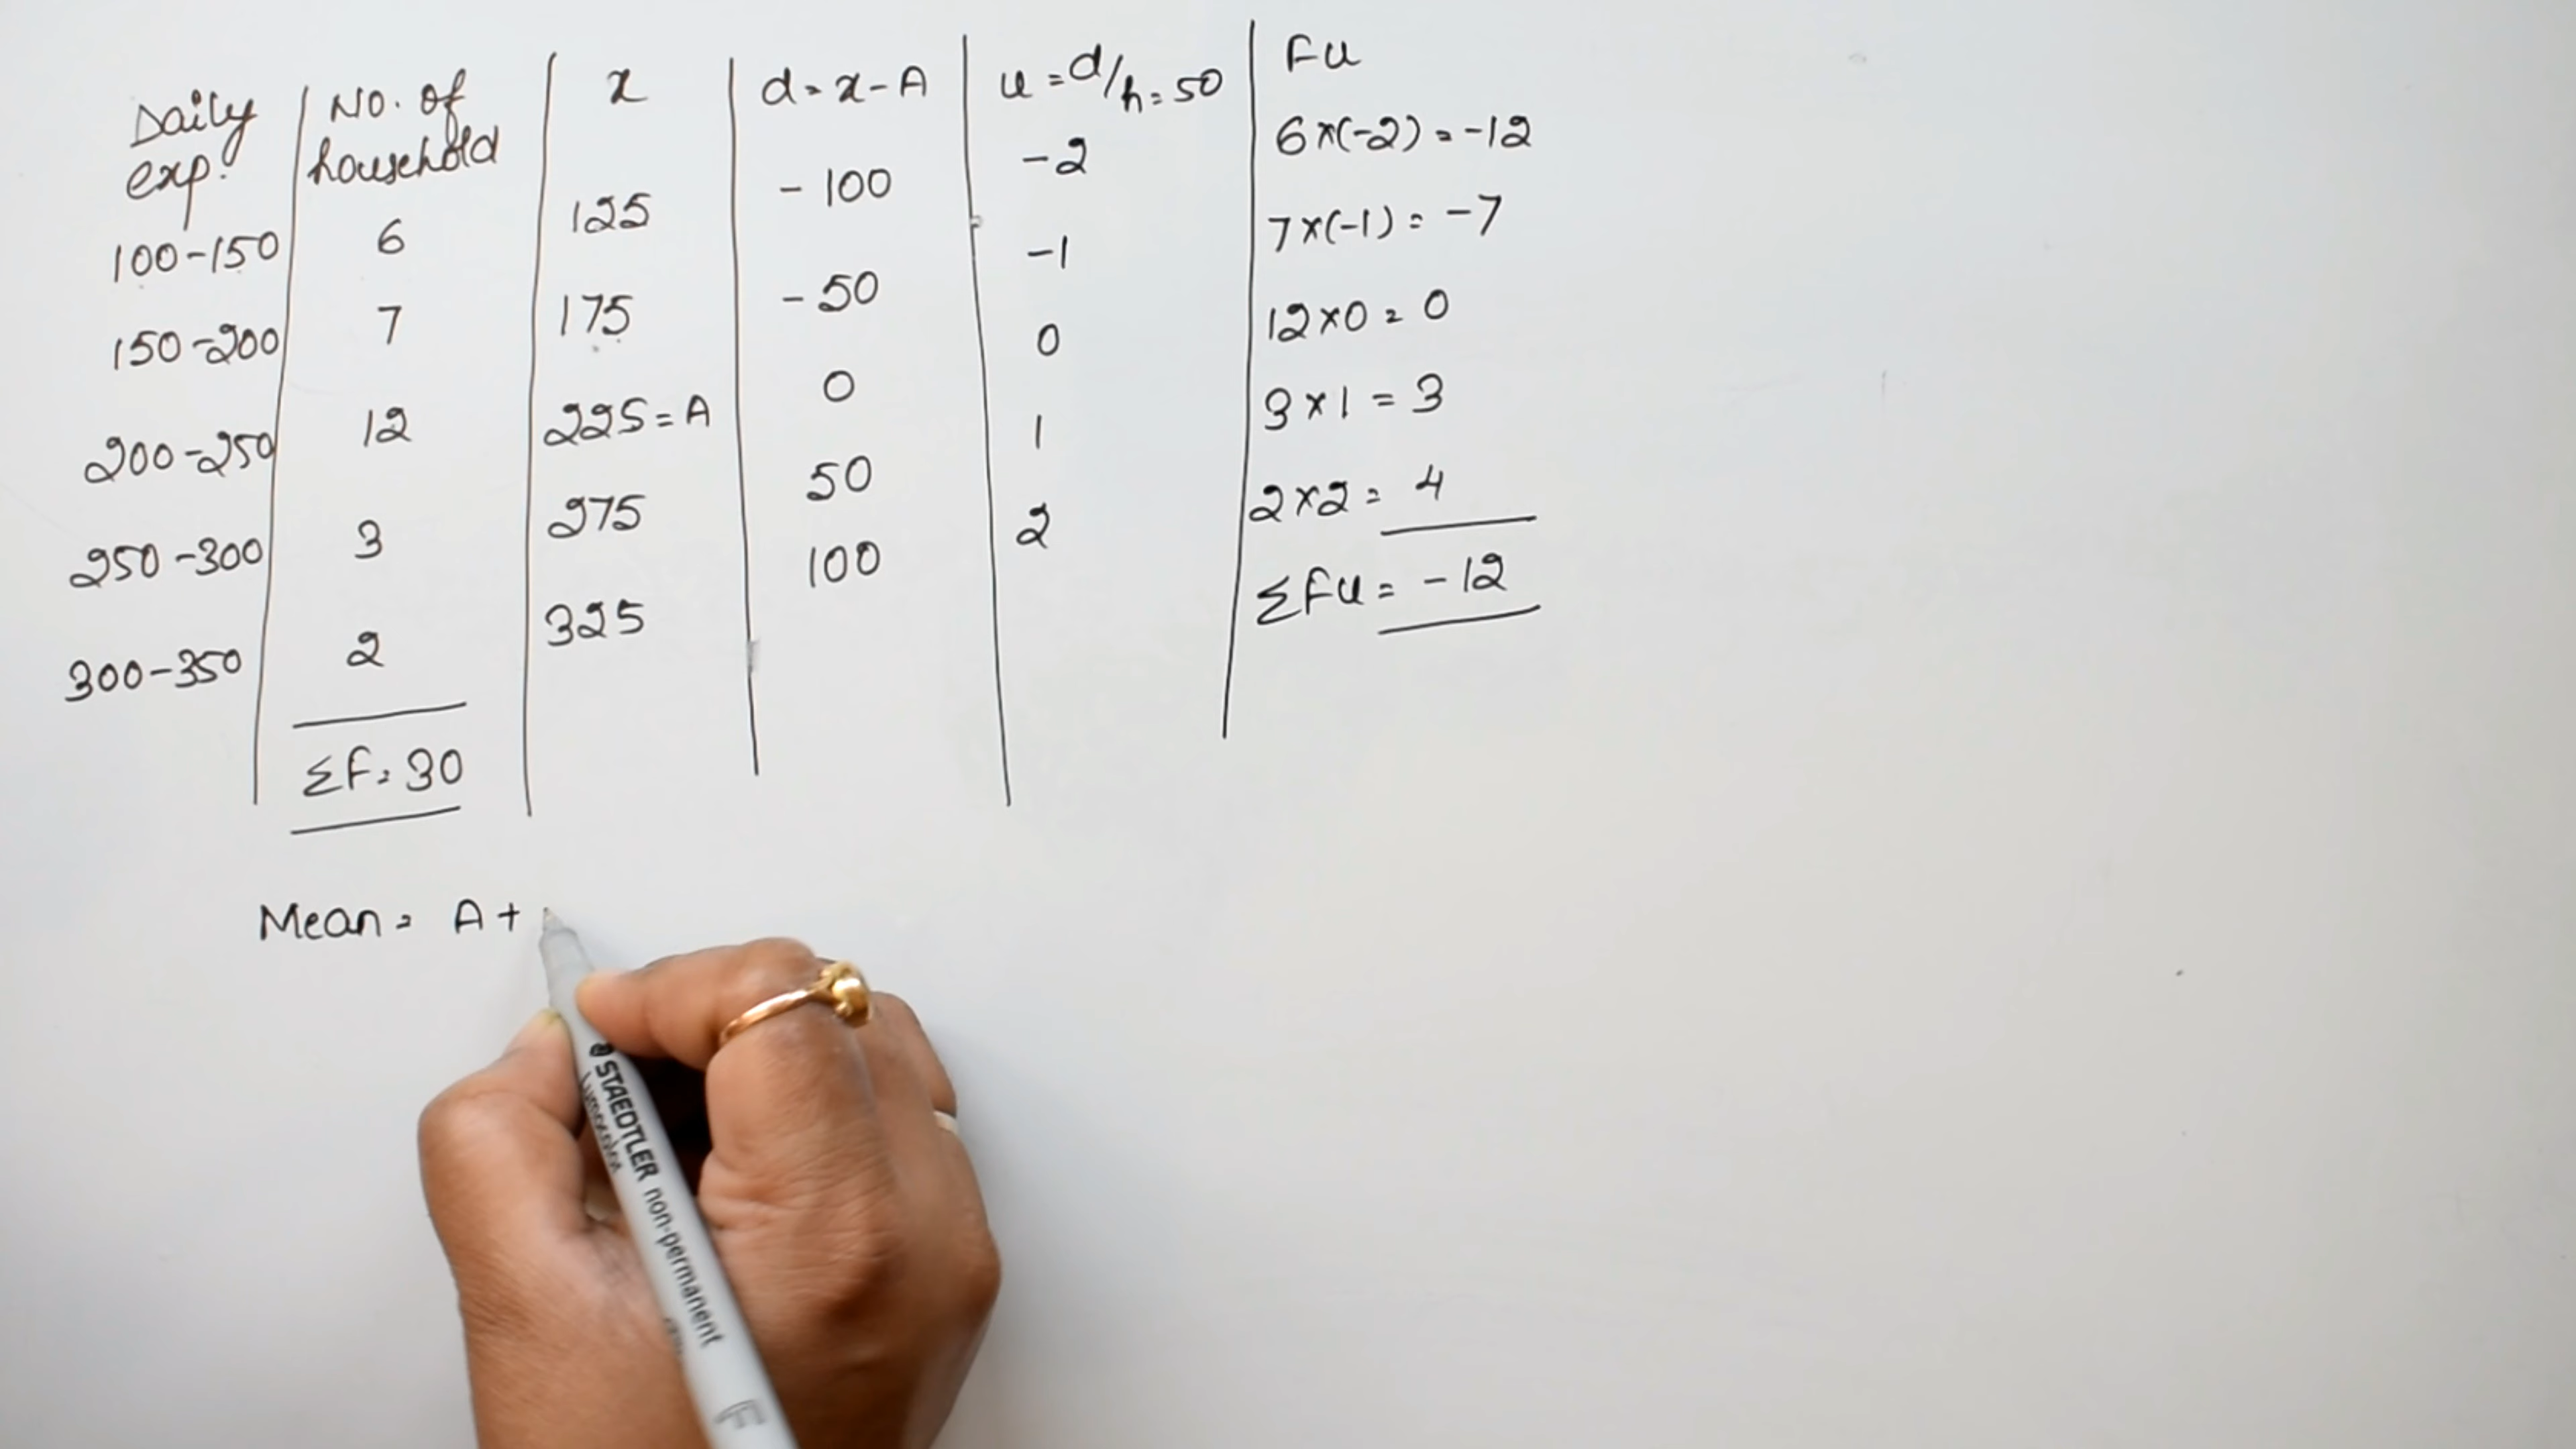 Daily exp. | No. of household | x | d = x - A | u = d/h = 50 | FU
100-150 | 6 | 125 | - 100 | -2 | 6×(-2) = -12
150-200 | 7 | 175 | - 50 | -1 | 7×(-1) = -7
200-250 | 12 | 225 = A | 0 | 0 | 12×0 = 0
250-300 | 3 | 275 | 50 | 1 | 3×1 = 3
300-350 | 2 | 325 | 100 | 2 | 2×2 = 4
ΣF = 30 | ΣFU = -12
Mean = A +
STAEDTLER non-permanent
Lumocolor
F